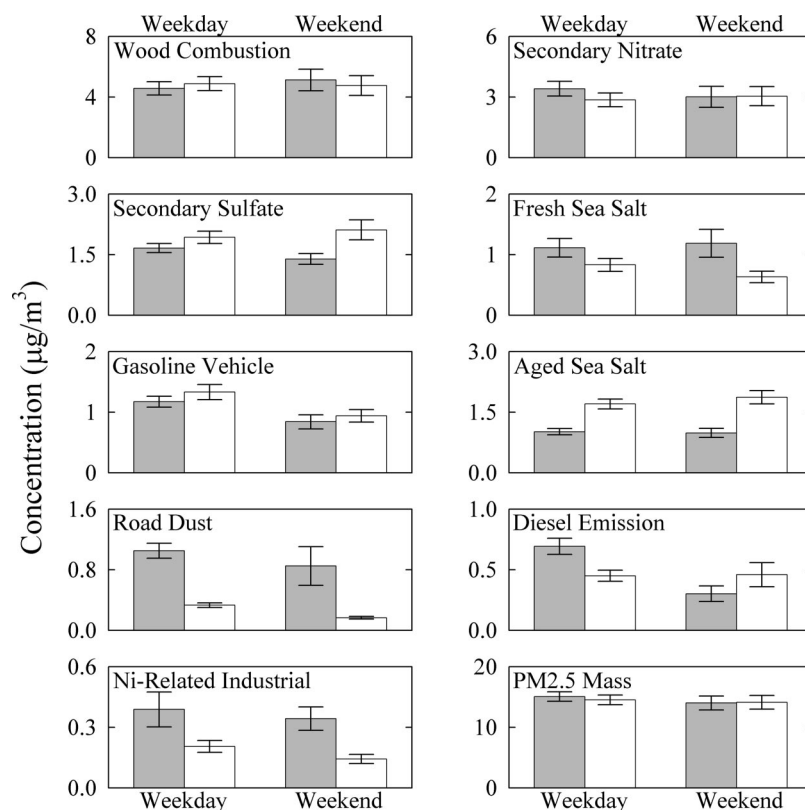 Weekday Weekend Weekday Weekend
Concentration (μg/m³)
Wood Combustion
8
4
0
Secondary Nitrate
6
3
0
Secondary Sulfate
3.0
1.5
0.0
Fresh Sea Salt
2
1
0
Gasoline Vehicle
2
1
0
Aged Sea Salt
3.0
1.5
0.0
Road Dust
1.6
0.8
0.0
Diesel Emission
1.0
0.5
0.0
Ni-Related Industrial
0.6
0.3
0.0
PM2.5 Mass
20
10
0
Weekday Weekend Weekday Weekend